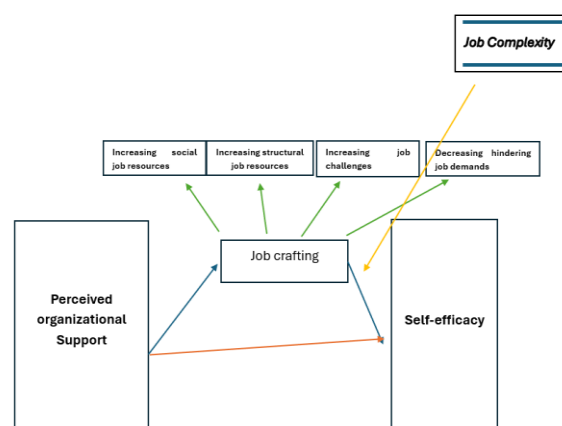 Job Complexity
Increasing social
job resources
Increasing structural
job resources
Increasing job
challenges
Decreasing hindering
job demands
Job crafting
Perceived
organizational
Support
Self-efficacy